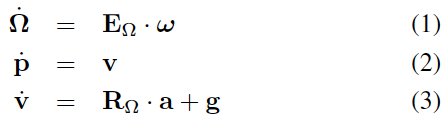 Ω̇ = E_Ω · ω (1)
ṗ = v (2)
v̇ = R_Ω · a + g (3)